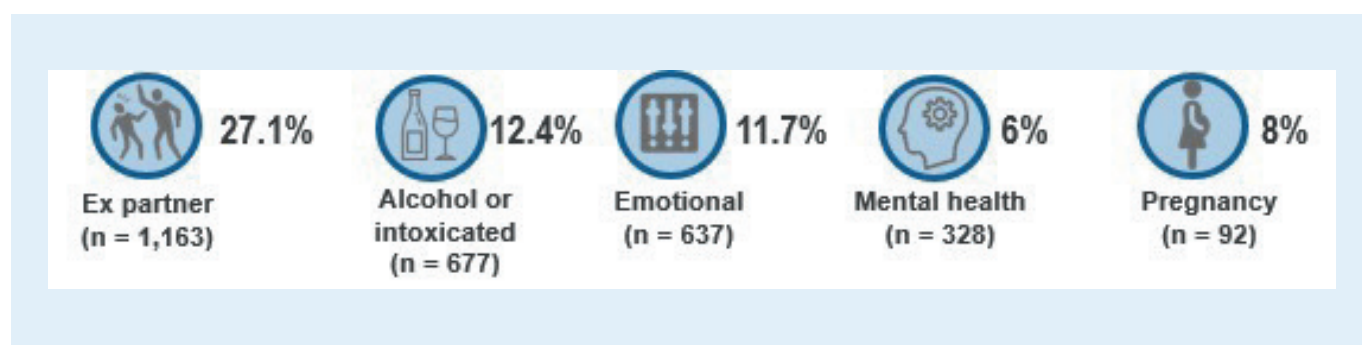 27.1%
Ex partner
(n = 1,163)
12.4%
Alcohol or
intoxicated
(n = 677)
11.7%
Emotional
(n = 637)
6%
Mental health
(n = 328)
8%
Pregnancy
(n = 92)